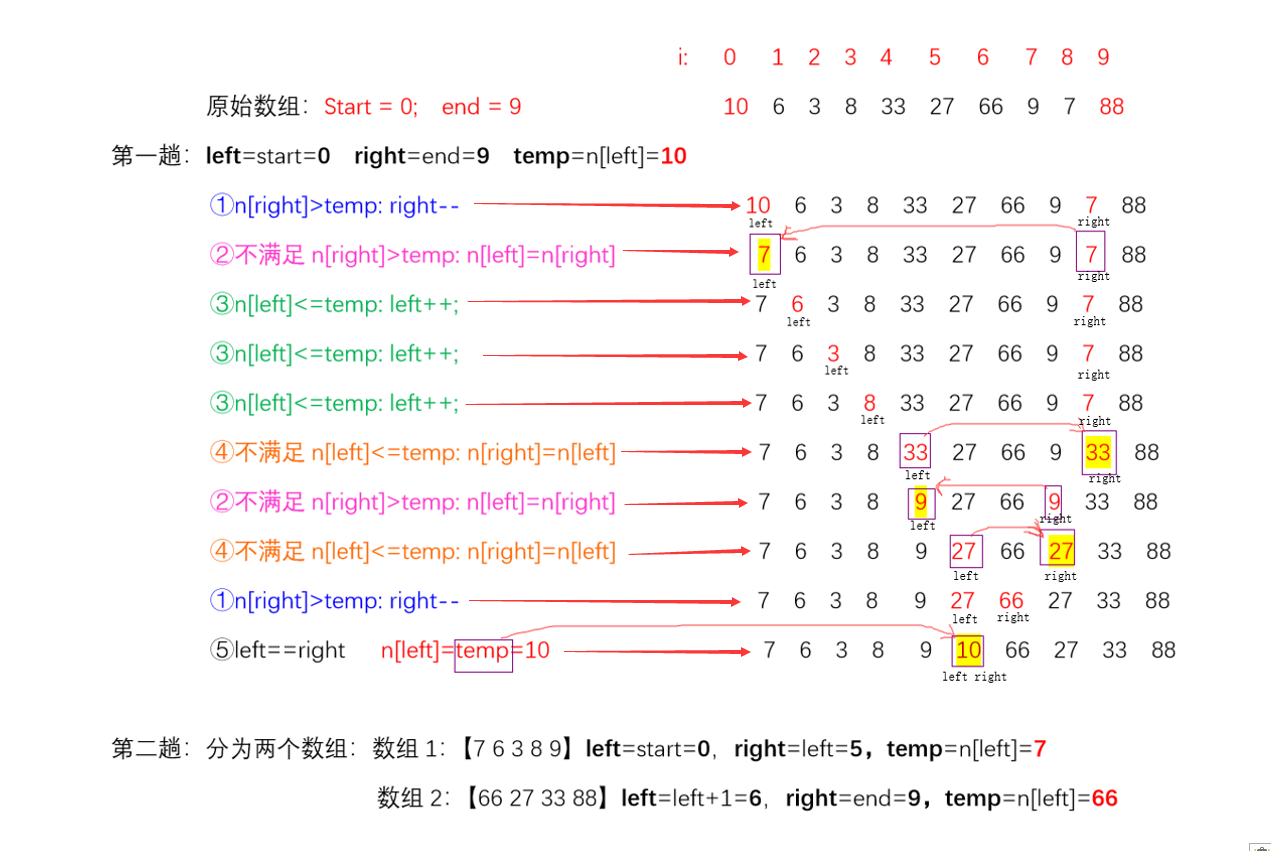 i: 0 1 2 3 4 5 6 7 8 9
原始数组：Start = 0; end = 9 10 6 3 8 33 27 66 9 7 88
第一趟：left=start=0 right=end=9 temp=n[left]=10
①n[right]>temp: right-- 10 6 3 8 33 27 66 9 7 88
left right
②不满足 n[right]>temp: n[left]=n[right] 7 6 3 8 33 27 66 9 7 88
left right
③n[left]<=temp: left++; 7 6 3 8 33 27 66 9 7 88
left right
③n[left]<=temp: left++; 7 6 3 8 33 27 66 9 7 88
left right
③n[left]<=temp: left++; 7 6 3 8 33 27 66 9 7 88
left right
④不满足 n[left]<=temp: n[right]=n[left] 7 6 3 8 33 27 66 9 33 88
left right
②不满足 n[right]>temp: n[left]=n[right] 7 6 3 8 9 27 66 9 33 88
left right
④不满足 n[left]<=temp: n[right]=n[left] 7 6 3 8 9 27 66 27 33 88
left right
①n[right]>temp: right-- 7 6 3 8 9 27 66 27 33 88
left right
⑤left==right n[left]=temp=10 7 6 3 8 9 10 66 27 33 88
left right
第二趟：分为两个数组：数组 1：【7 6 3 8 9】left=start=0，right=left=5，temp=n[left]=7
数组 2：【66 27 33 88】left=left+1=6，right=end=9，temp=n[left]=66